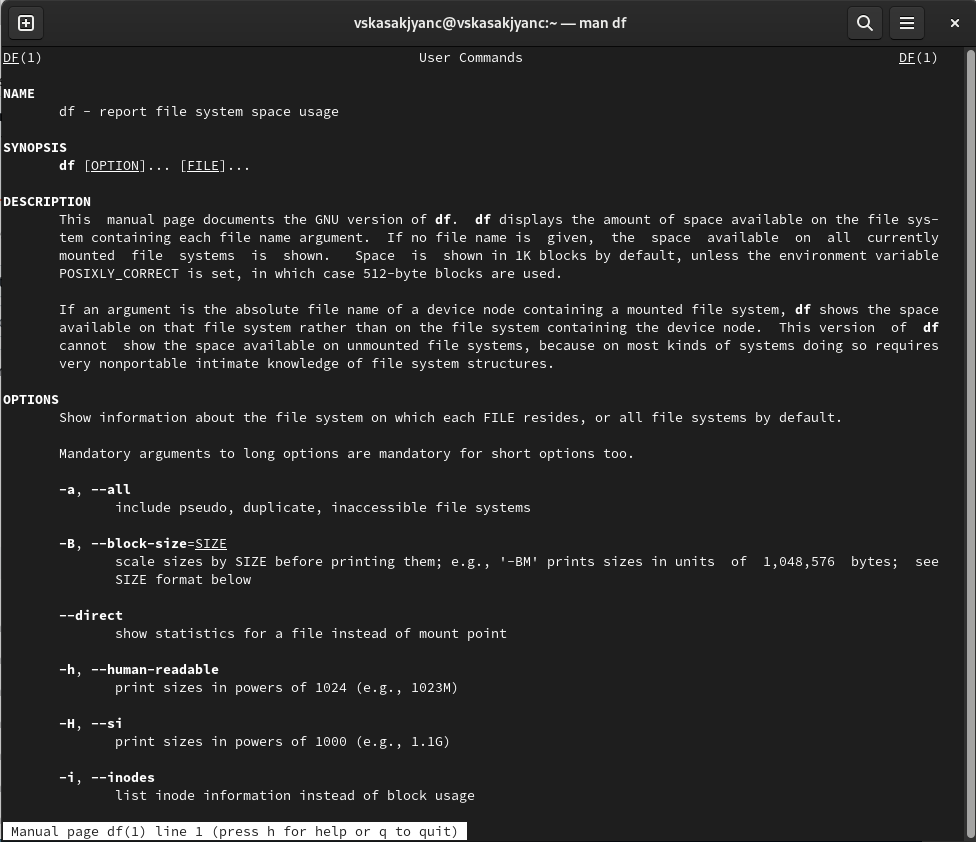 vskasakjyanc@vskasakjyanc:~ — man df
DF(1) User Commands DF(1)
NAME
df - report file system space usage
SYNOPSIS
df [OPTION]... [FILE]...
DESCRIPTION
This manual page documents the GNU version of df. df displays the amount of space available on the file sys-
tem containing each file name argument. If no file name is given, the space available on all currently
mounted file systems is shown. Space is shown in 1K blocks by default, unless the environment variable
POSIXLY_CORRECT is set, in which case 512-byte blocks are used.
If an argument is the absolute file name of a device node containing a mounted file system, df shows the space
available on that file system rather than on the file system containing the device node. This version of df
cannot show the space available on unmounted file systems, because on most kinds of systems doing so requires
very nonportable intimate knowledge of file system structures.
OPTIONS
Show information about the file system on which each FILE resides, or all file systems by default.
Mandatory arguments to long options are mandatory for short options too.
-a, --all
include pseudo, duplicate, inaccessible file systems
-B, --block-size=SIZE
scale sizes by SIZE before printing them; e.g., '-BM' prints sizes in units of 1,048,576 bytes; see
SIZE format below
--direct
show statistics for a file instead of mount point
-h, --human-readable
print sizes in powers of 1024 (e.g., 1023M)
-H, --si
print sizes in powers of 1000 (e.g., 1.1G)
-i, --inodes
list inode information instead of block usage
Manual page df(1) line 1 (press h for help or q to quit)